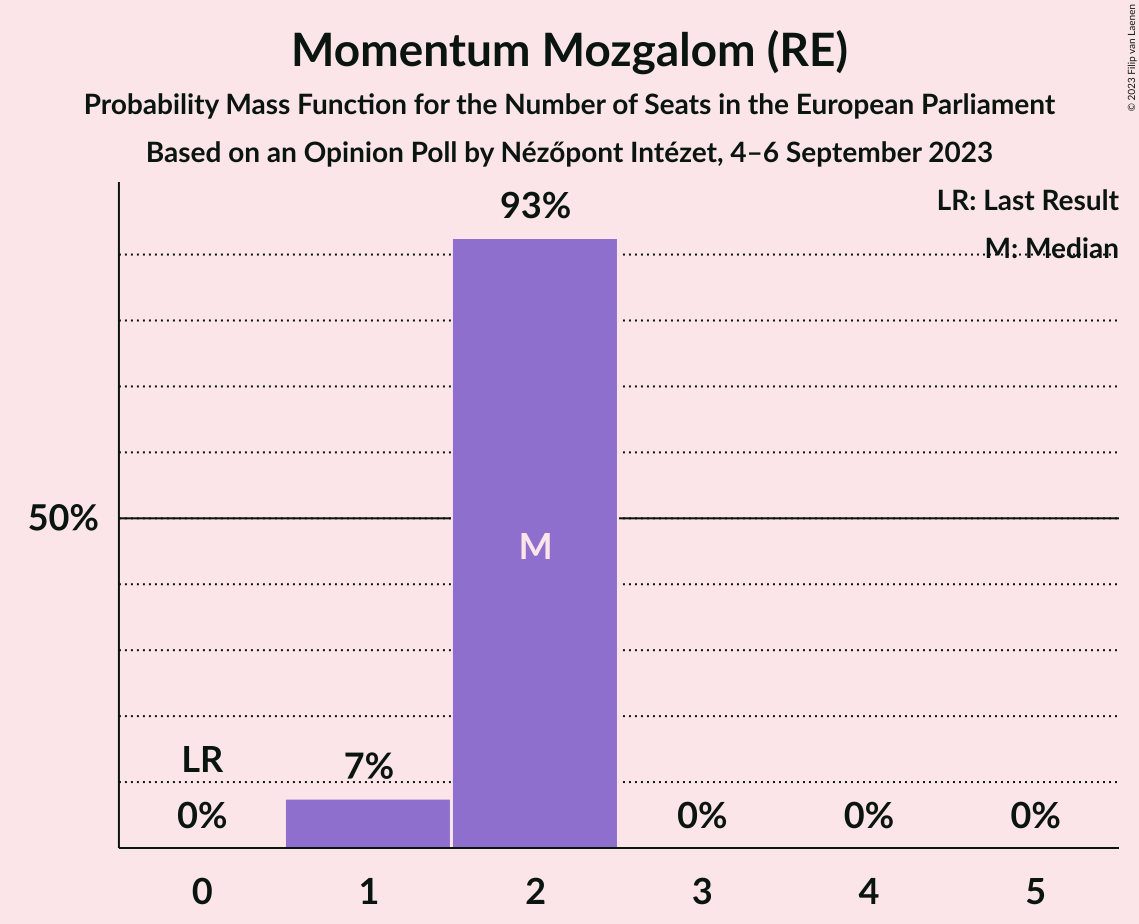 Momentum Mozgalom (RE)
Probability Mass Function for the Number of Seats in the European Parliament
Based on an Opinion Poll by Nézőpont Intézet, 4–6 September 2023
© 2023 Filip van Laenen
LR: Last Result
M: Median
93%
50%
M
LR
7%
0%
0%
0%
0%
0
1
2
3
4
5